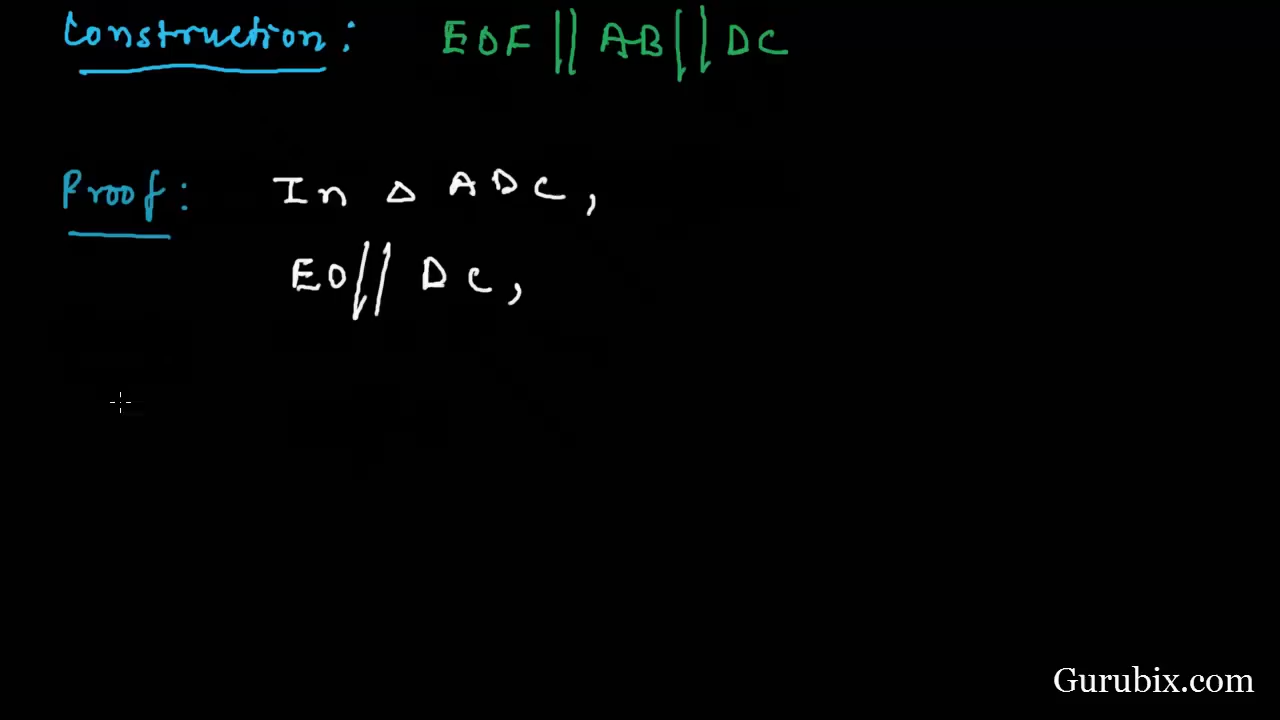 Construction: EOF || AB || DC
Proof: In Δ ADC,
EO || DC,
Gurubix.com